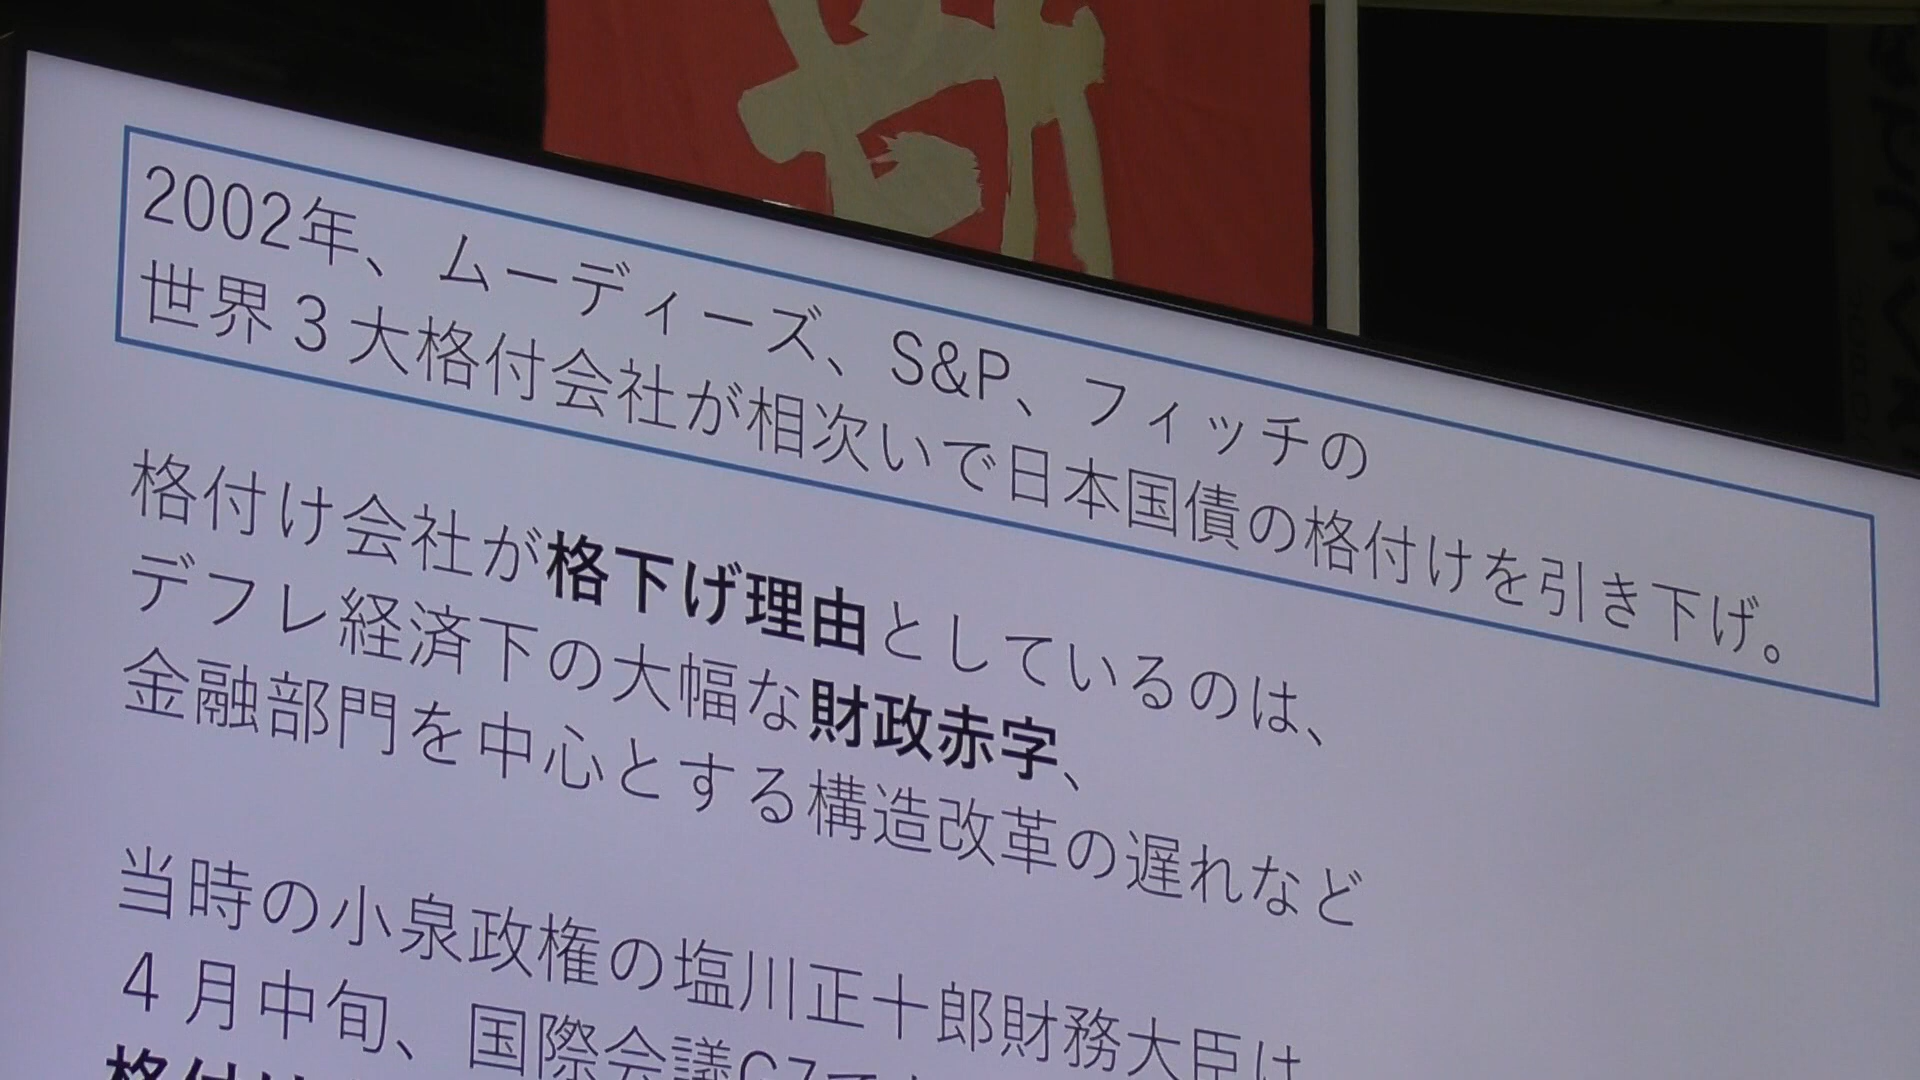 2002年、ムーディーズ、S&P、フィッチの
世界３大格付会社が相次いで日本国債の格付けを引き下げ。
格付け会社が格下げ理由としているのは、
デフレ経済下の大幅な財政赤字、
金融部門を中心とする構造改革の遅れなど
当時の小泉政権の塩川正十郎財務大臣は
４月中旬、国際会議G7で